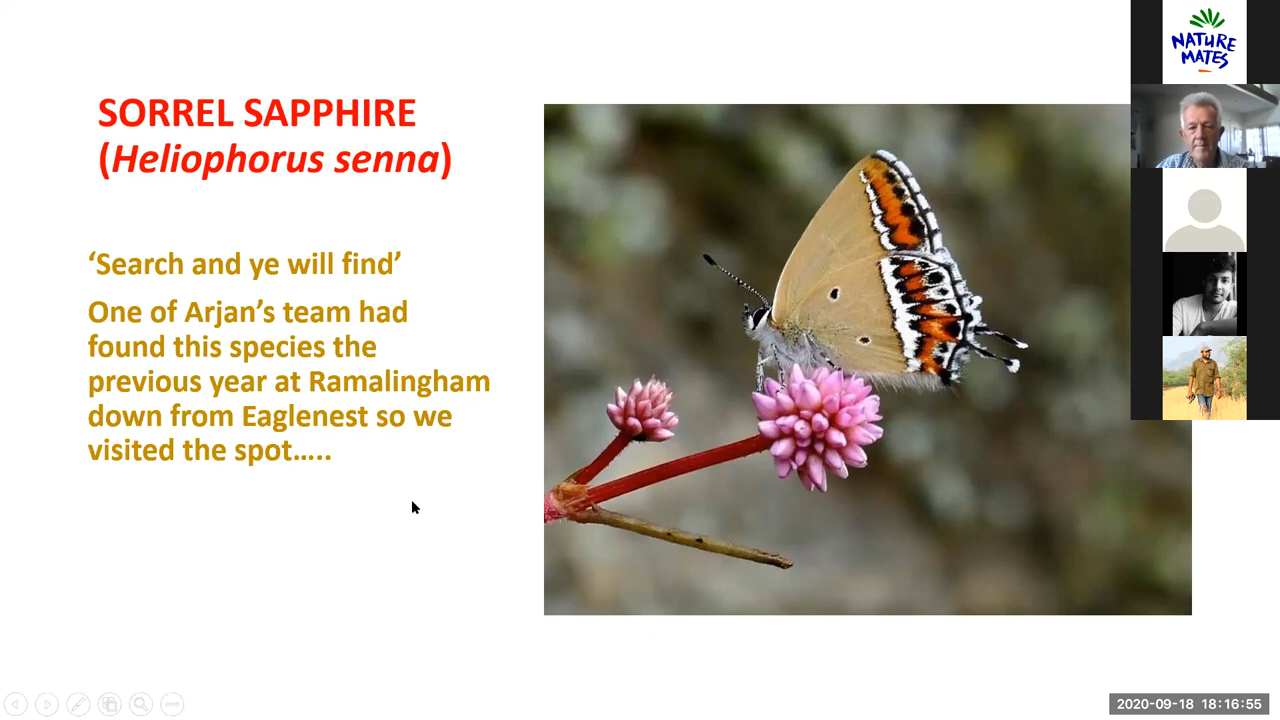 SORREL SAPPHIRE
(Heliophorus senna)
‘Search and ye will find’
One of Arjan’s team had
found this species the
previous year at Ramalingham
down from Eaglenest so we
visited the spot…..
NATURE
MATES
2020-09-18 18:16:55